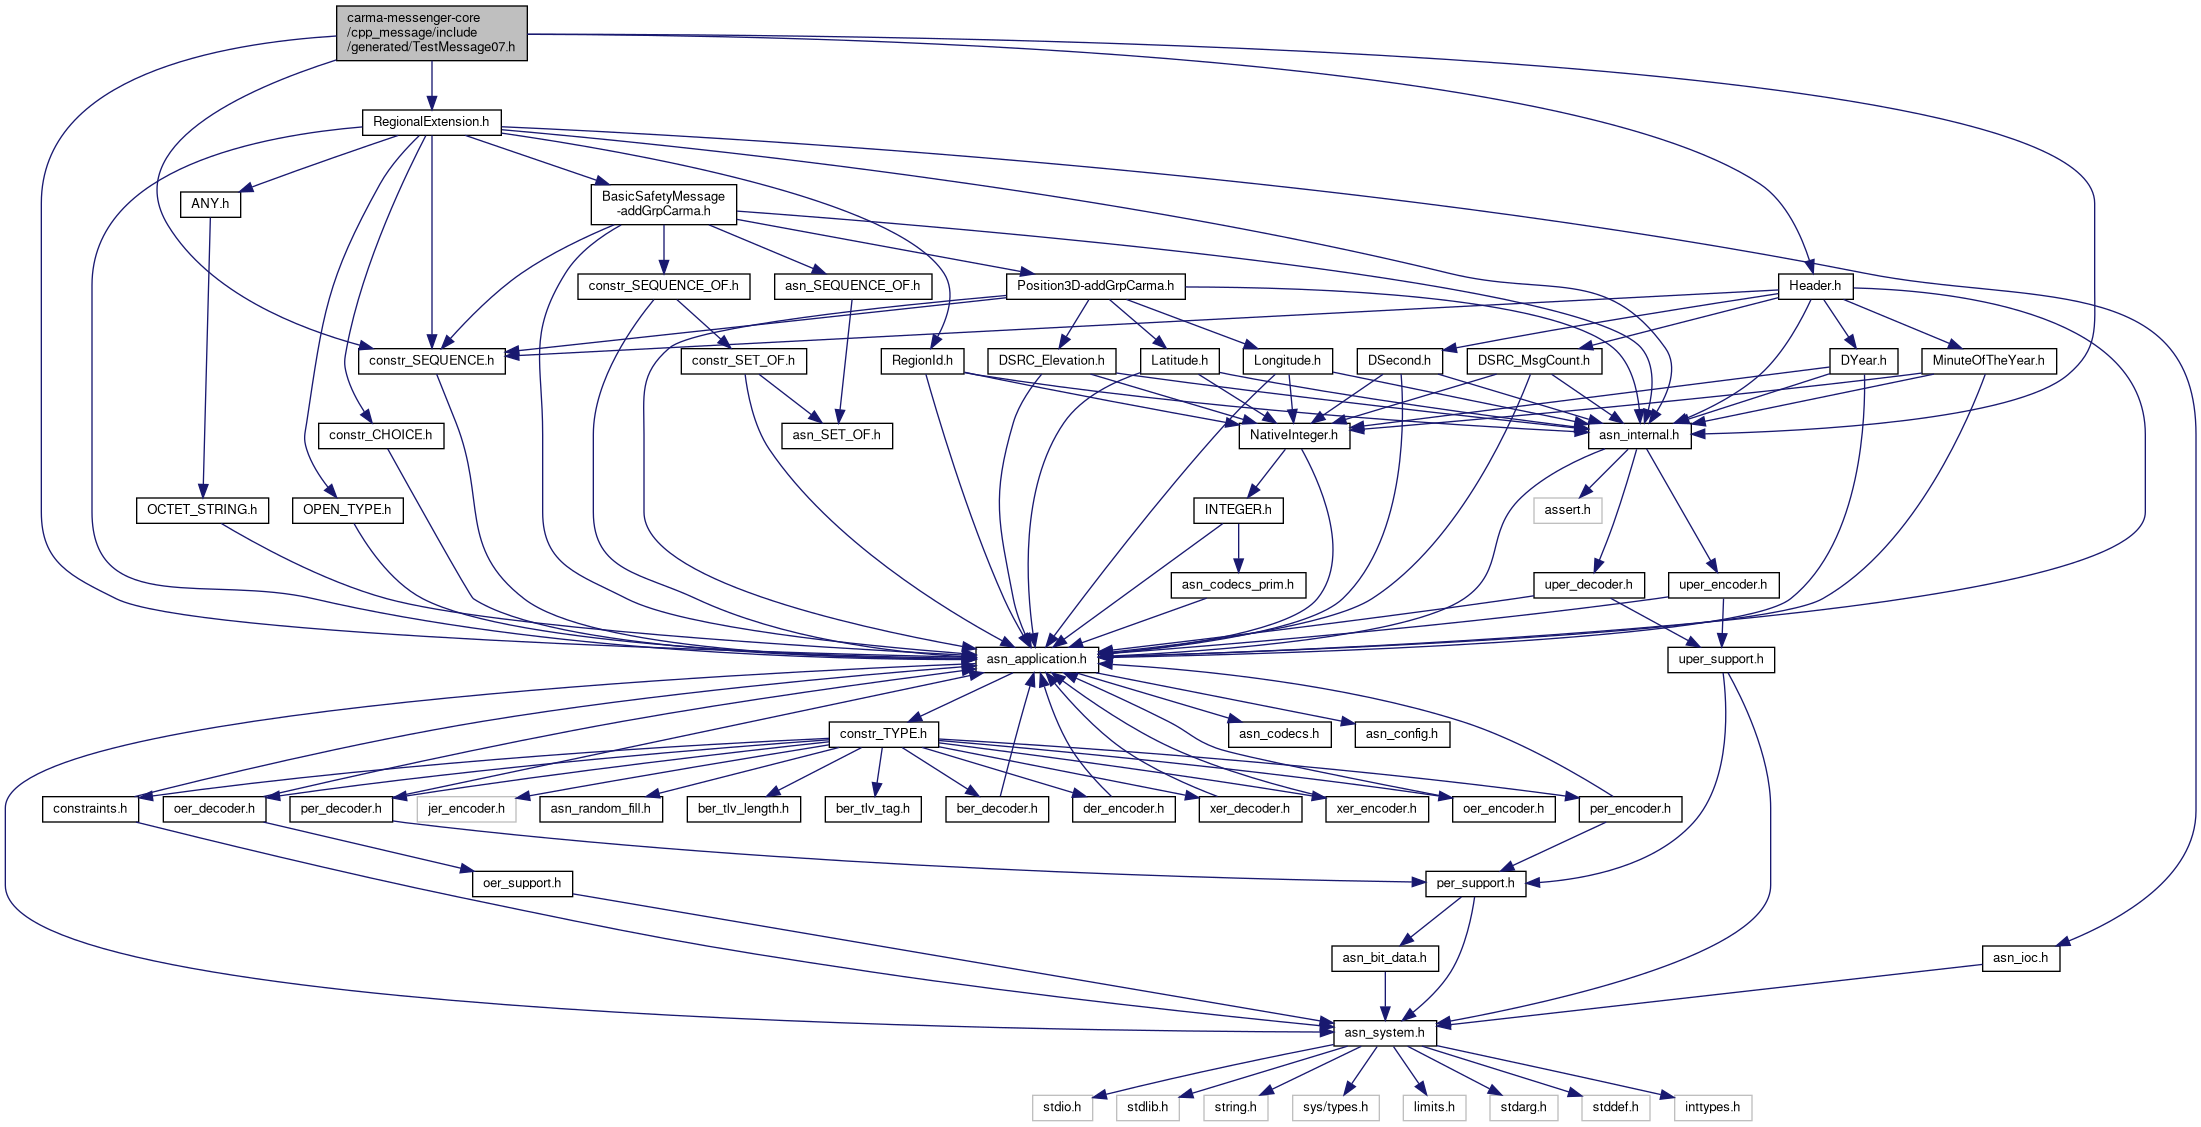 carma-messenger-core
/cpp_message/include
/generated/TestMessage07.h
RegionalExtension.h
ANY.h
BasicSafetyMessage
-addGrpCarma.h
constr_SEQUENCE_OF.h
asn_SEQUENCE_OF.h
Position3D-addGrpCarma.h
Header.h
constr_SEQUENCE.h
constr_SET_OF.h
RegionId.h
DSRC_Elevation.h
Latitude.h
Longitude.h
DSecond.h
DSRC_MsgCount.h
DYear.h
MinuteOfTheYear.h
constr_CHOICE.h
asn_SET_OF.h
NativeInteger.h
asn_internal.h
OCTET_STRING.h
OPEN_TYPE.h
INTEGER.h
assert.h
asn_codecs_prim.h
uper_decoder.h
uper_encoder.h
asn_application.h
uper_support.h
constr_TYPE.h
asn_codecs.h
asn_config.h
constraints.h
oer_decoder.h
per_decoder.h
jer_encoder.h
asn_random_fill.h
ber_tlv_length.h
ber_tlv_tag.h
ber_decoder.h
der_encoder.h
xer_decoder.h
xer_encoder.h
oer_encoder.h
per_encoder.h
oer_support.h
per_support.h
asn_bit_data.h
asn_ioc.h
asn_system.h
stdio.h
stdlib.h
string.h
sys/types.h
limits.h
stdarg.h
stddef.h
inttypes.h